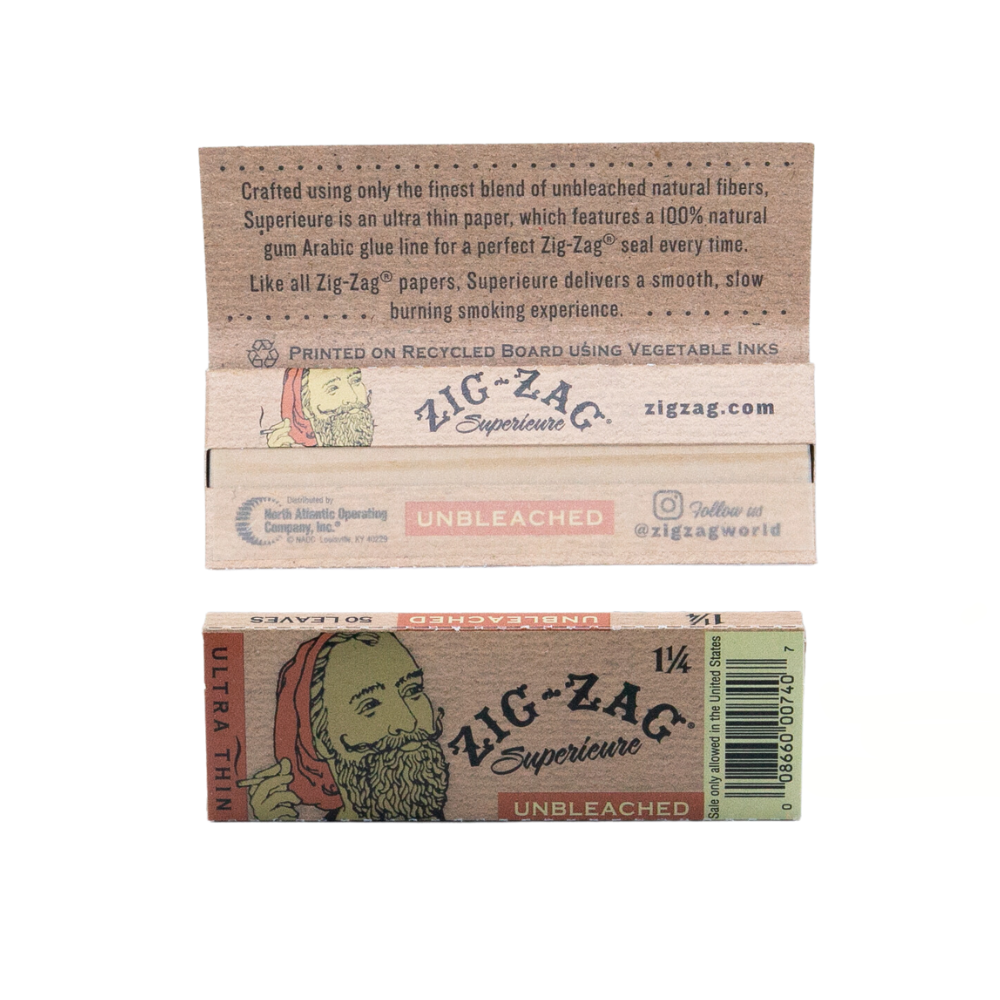 Crafted using only the finest blend of unbleached natural fibers,
Superieure is an ultra thin paper, which features a 100% natural
gum Arabic glue line for a perfect Zig-Zag® seal every time.
Like all Zig-Zag® papers, Superieure delivers a smooth, slow
burning smoking experience.
PRINTED ON RECYCLED BOARD USING VEGETABLE INKS
ZIG-ZAG
Superieure
zigzag.com
Distributed by
North Atlantic Operating
Company, Inc.®
© NAOC Louisville, KY 40229
UNBLEACHED
Follow us
@zigzagworld
50 LEAVES
UNBLEACHED
1¼
ULTRA THIN
1¼
ZIG-ZAG®
Superieure
UNBLEACHED
Sale only allowed in the United States
0 08660 00740 7